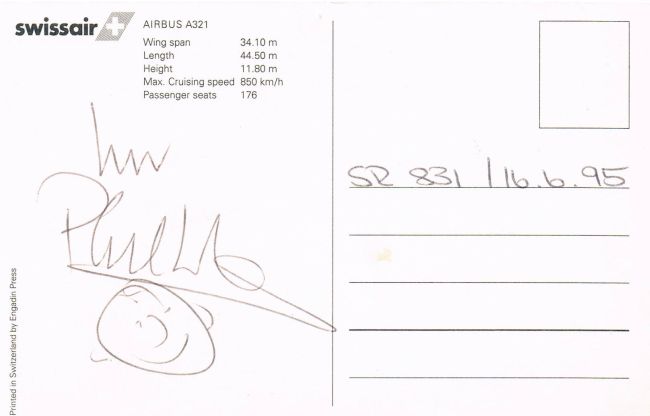 swissair
AIRBUS A321
Wing span 34.10 m
Length 44.50 m
Height 11.80 m
Max. Cruising speed 850 km/h
Passenger seats 176
SR 831 / 16.6.95
Printed in Switzerland by Engadin Press